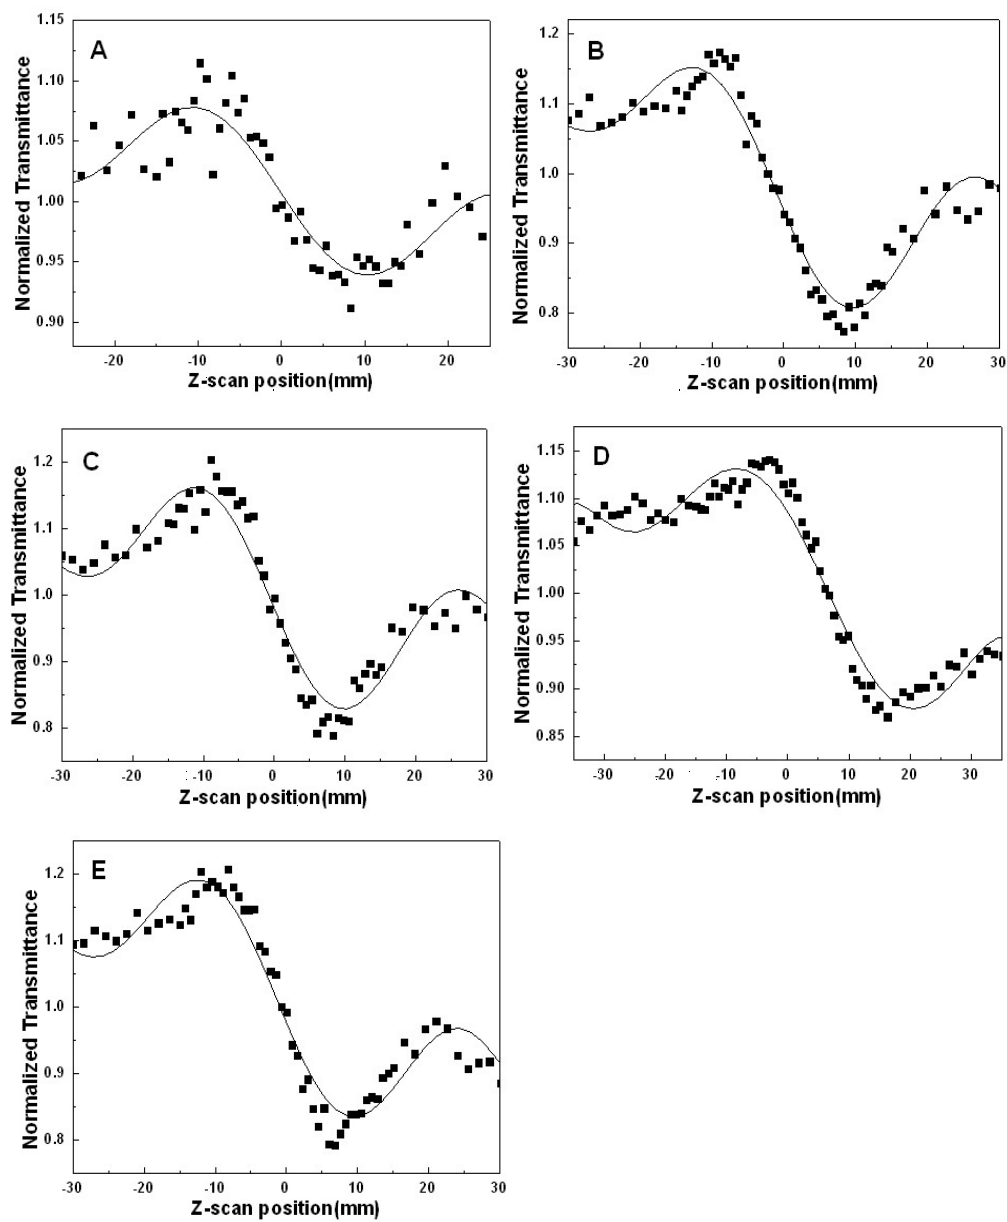 A
Normalized Transmittance
1.15
1.10
1.05
1.00
0.95
0.90
-20 -10 0 10 20
Z-scan position(mm)
B
Normalized Transmittance
1.2
1.1
1.0
0.9
0.8
-30 -20 -10 0 10 20 30
Z-scan position(mm)
C
Normalized Transmittance
1.2
1.1
1.0
0.9
0.8
-30 -20 -10 0 10 20 30
Z-scan position(mm)
D
Normalized Transmittance
1.15
1.10
1.05
1.00
0.95
0.90
0.85
-30 -20 -10 0 10 20 30
Z-scan position(mm)
E
Normalized Transmittance
1.2
1.1
1.0
0.9
0.8
-30 -20 -10 0 10 20 30
Z-scan position(mm)